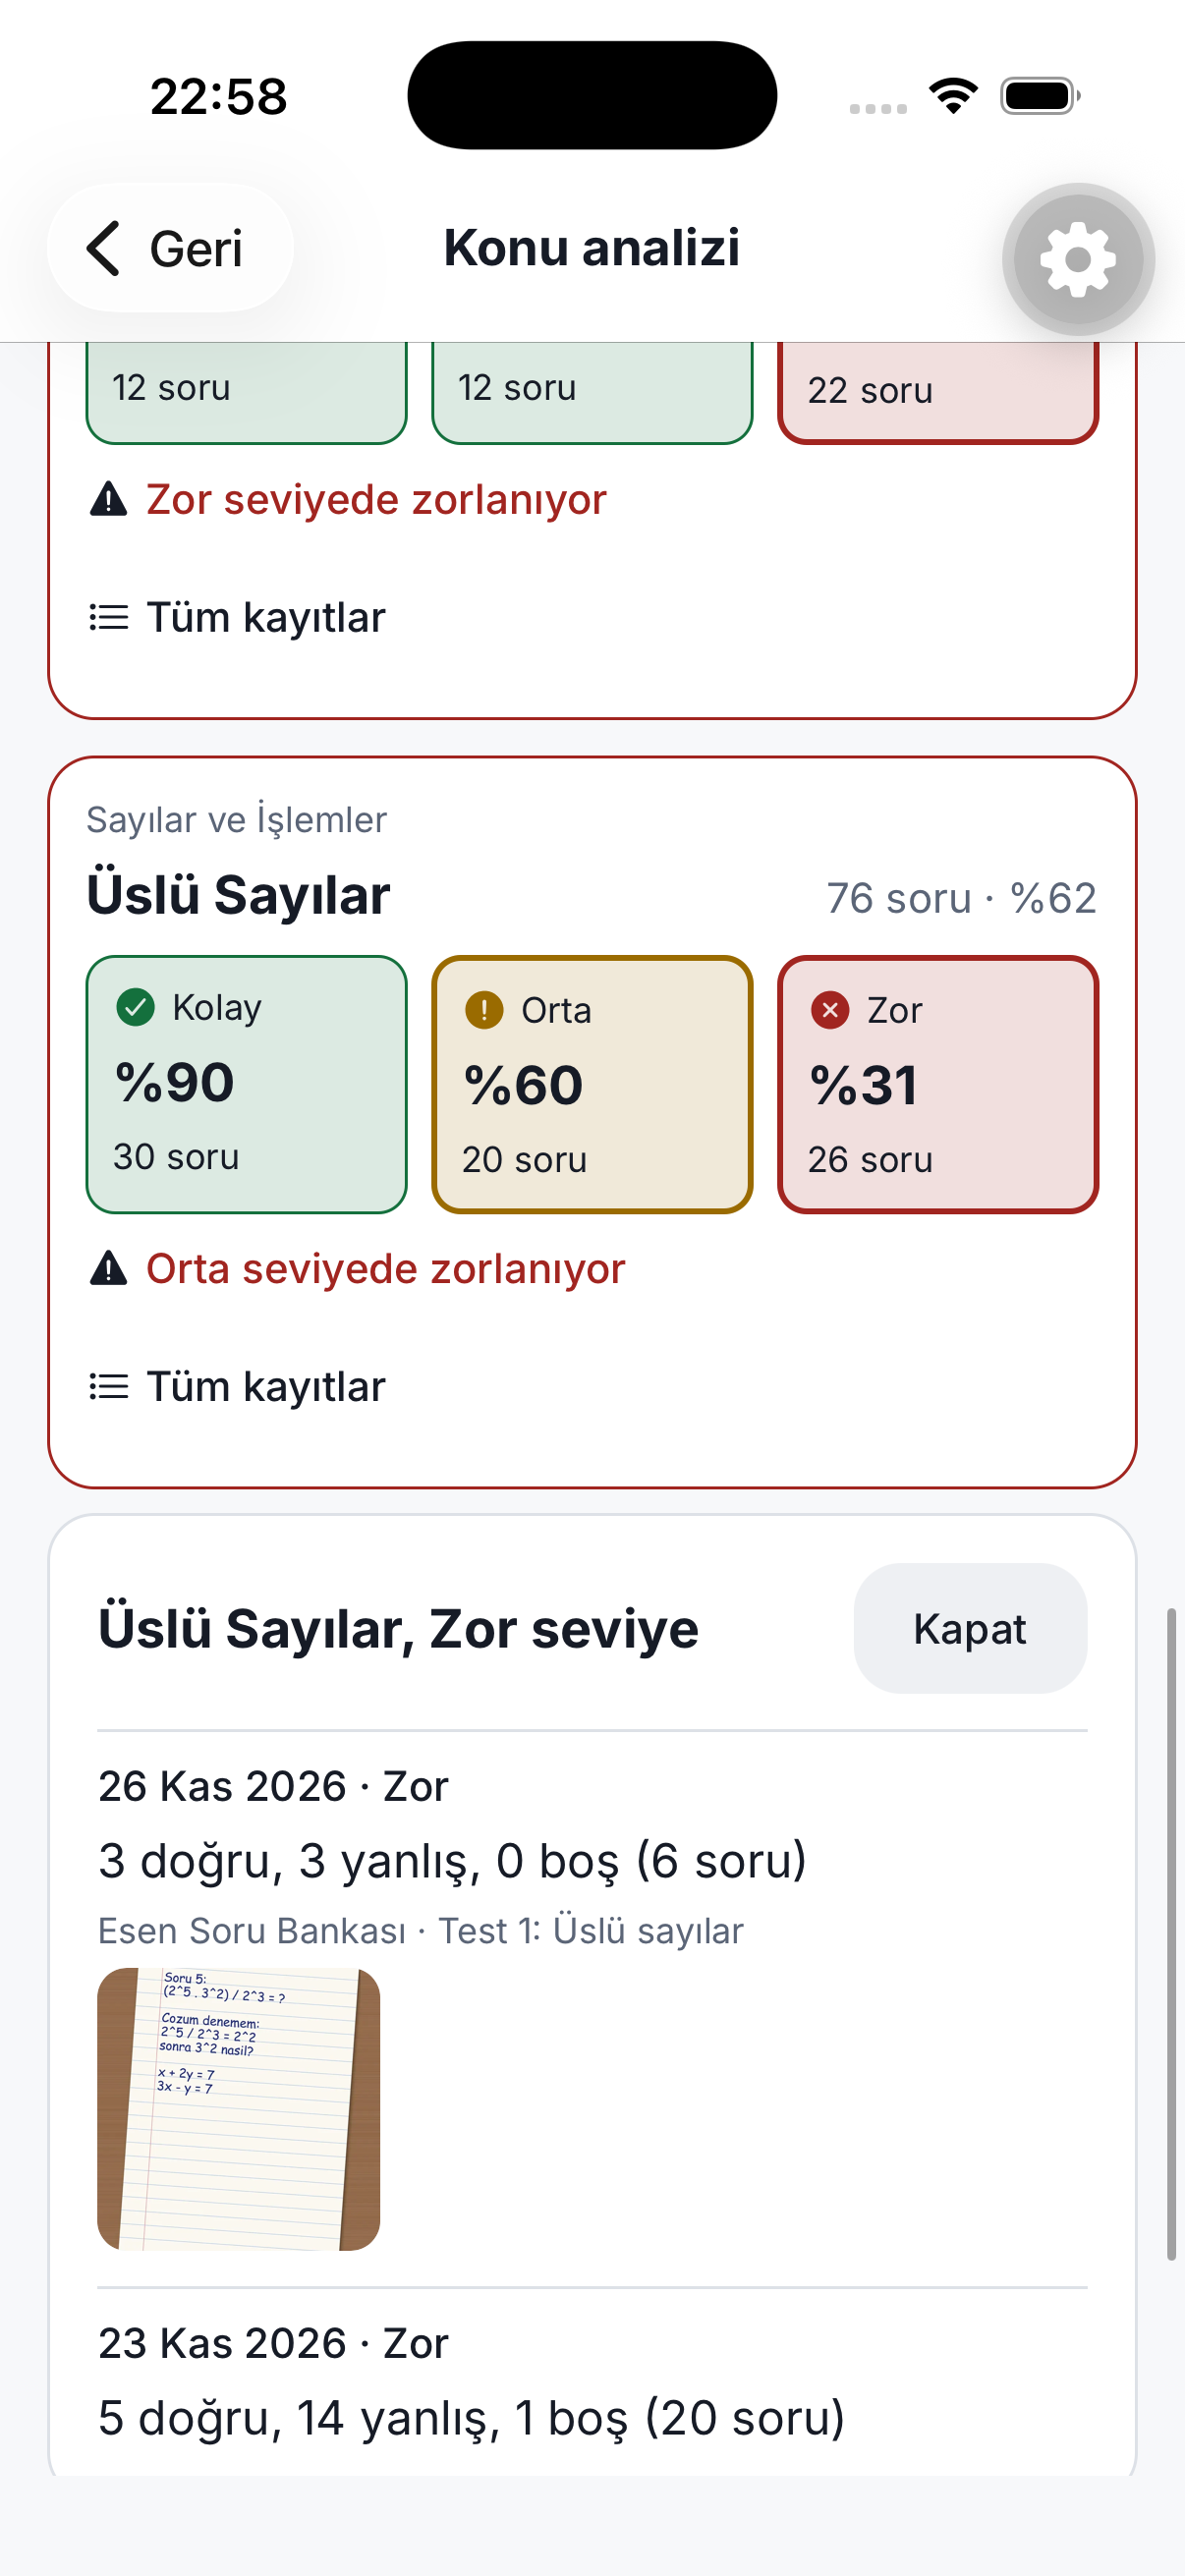 22:58
Geri
Konu analizi
12 soru
12 soru
22 soru
Zor seviyede zorlanıyor
Tüm kayıtlar
Sayılar ve İşlemler
Üslü Sayılar
76 soru · %62
Kolay
%90
30 soru
Orta
%60
20 soru
Zor
%31
26 soru
Orta seviyede zorlanıyor
Tüm kayıtlar
Üslü Sayılar, Zor seviye
Kapat
26 Kas 2026 · Zor
3 doğru, 3 yanlış, 0 boş (6 soru)
Esen Soru Bankası · Test 1: Üslü sayılar
Soru 5:
(2^5 . 3^2) / 2^3 = ?
Cozum denemem:
2^5 / 2^3 = 2^2
sonra 3^2 nasil?
x + 2y = 7
3x - y = 7
23 Kas 2026 · Zor
5 doğru, 14 yanlış, 1 boş (20 soru)